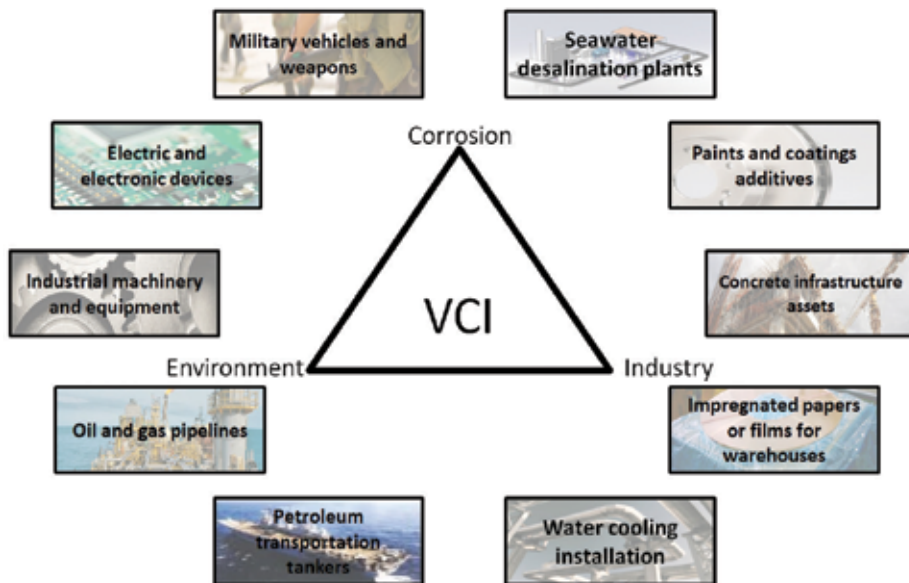 Military vehicles and
weapons
Seawater
desalination plants
Corrosion
Electric and
electronic devices
Paints and coatings
additives
Industrial machinery
and equipment
Concrete infrastructure
assets
VCI
Environment
Industry
Oil and gas pipelines
Impregnated papers
or films for
warehouses
Petroleum
transportation
tankers
Water cooling
installation